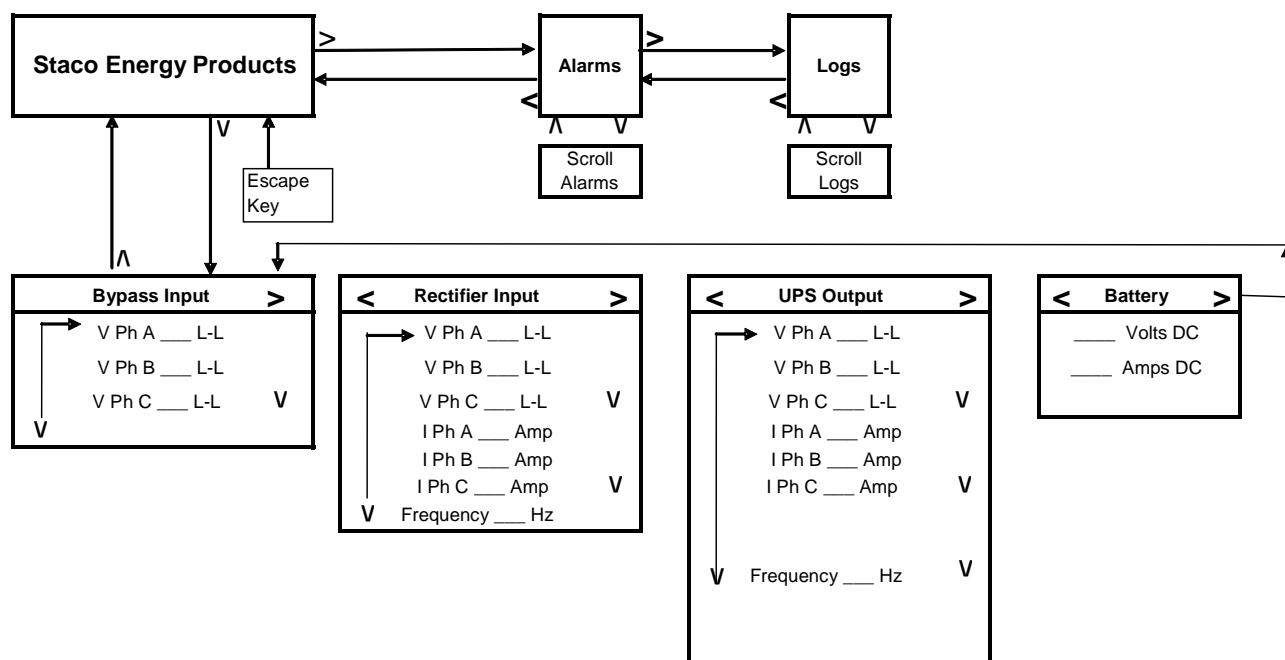 >
>
Staco Energy Products
Alarms
Logs
<
<
∨
∧ ∨
∧ ∨
Scroll
Alarms
Scroll
Logs
Escape
Key
∧
Bypass Input >
V Ph A ___ L-L
V Ph B ___ L-L
V Ph C ___ L-L ∨
∨
< Rectifier Input >
V Ph A ___ L-L
V Ph B ___ L-L
V Ph C ___ L-L ∨
I Ph A ___ Amp
I Ph B ___ Amp
I Ph C ___ Amp ∨
∨ Frequency ___ Hz
< UPS Output >
V Ph A ___ L-L
V Ph B ___ L-L
V Ph C ___ L-L ∨
I Ph A ___ Amp
I Ph B ___ Amp
I Ph C ___ Amp ∨
∨ Frequency ___ Hz ∨
< Battery >
____ Volts DC
____ Amps DC